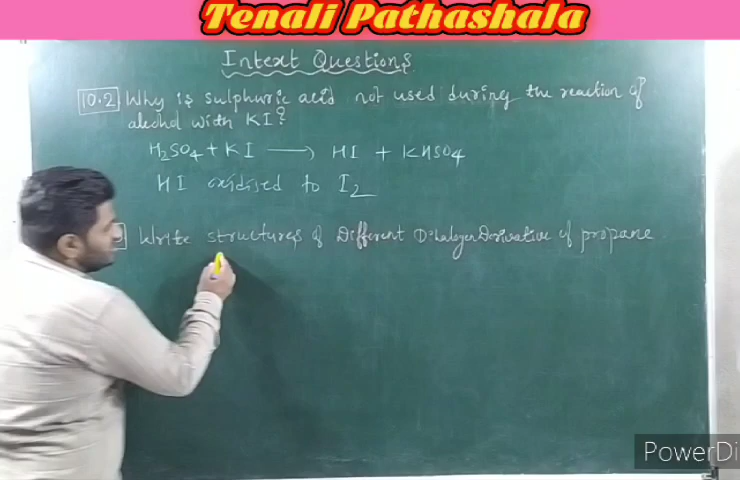 Tenali Pathashala
Intext Questions
10.2 Why is sulphuric acid not used during the reaction of
alcohol with KI?
H2SO4 + KI ⟶ HI + KHSO4
HI oxidised to I2
Write structures of Different Dihalogen Derivative of propane
PowerDi